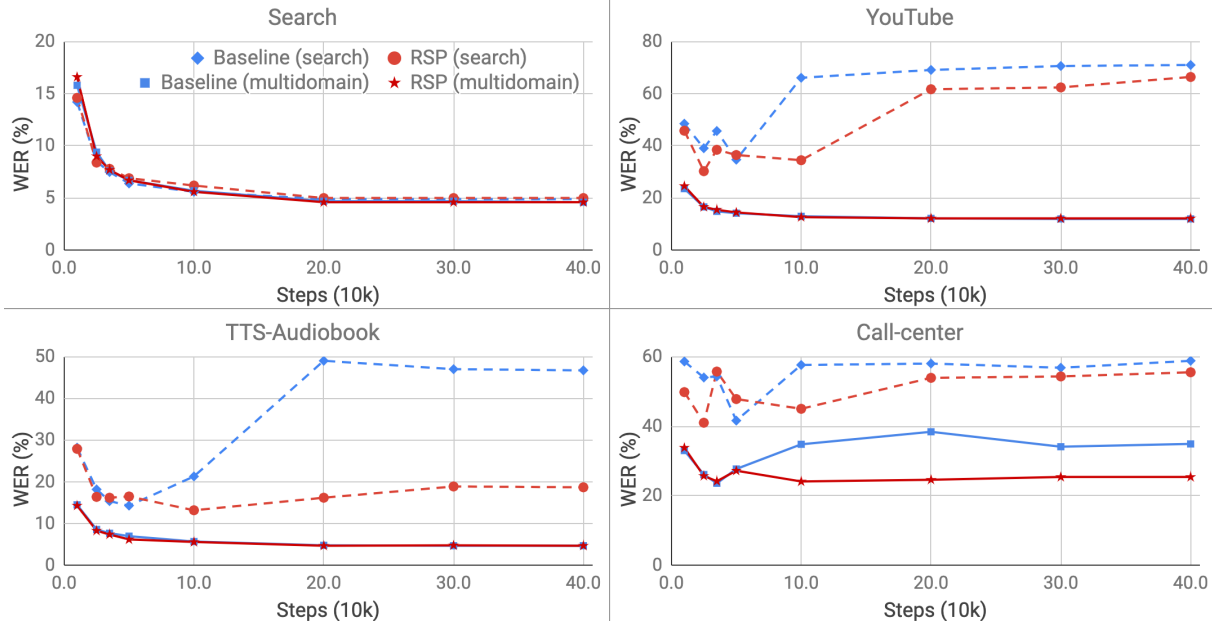 Search
WER (%)
20
15
10
5
0
Baseline (search) RSP (search)
Baseline (multidomain) RSP (multidomain)
0.0 10.0 20.0 30.0 40.0
Steps (10k)
YouTube
WER (%)
80
60
40
20
0
0.0 10.0 20.0 30.0 40.0
Steps (10k)
TTS-Audiobook
WER (%)
50
40
30
20
10
0
0.0 10.0 20.0 30.0 40.0
Steps (10k)
Call-center
WER (%)
60
40
20
0
0.0 10.0 20.0 30.0 40.0
Steps (10k)